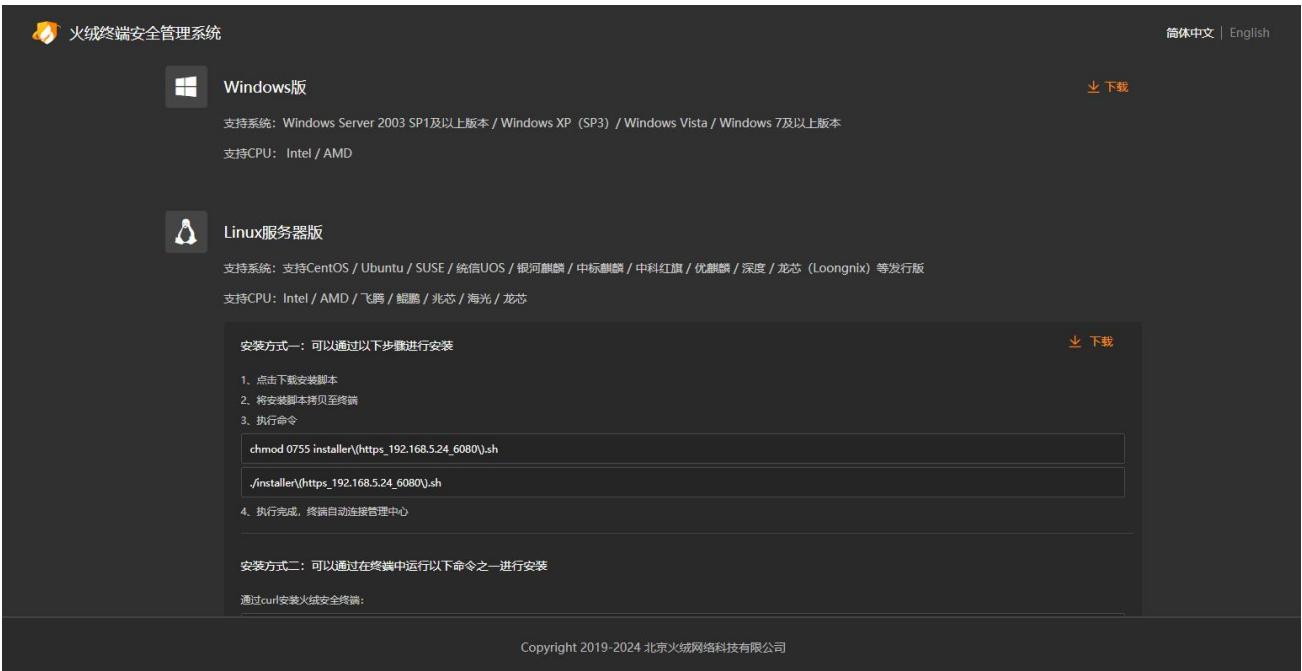 火绒终端安全管理系统
简体中文 | English
Windows版
下载
支持系统：Windows Server 2003 SP1及以上版本 / Windows XP（SP3）/ Windows Vista / Windows 7及以上版本
支持CPU： Intel / AMD
Linux服务器版
支持系统：支持CentOS / Ubuntu / SUSE / 统信UOS / 银河麒麟 / 中标麒麟 / 中科红旗 / 优麒麟 / 深度 / 龙芯（Loongnix）等发行版
支持CPU：Intel / AMD / 飞腾 / 鲲鹏 / 兆芯 / 海光 / 龙芯
安装方式一：可以通过以下步骤进行安装
下载
1、点击下载安装脚本
2、将安装脚本拷贝至终端
3、执行命令
chmod 0755 installer\(https_192.168.5.24_6080\).sh
./installer\(https_192.168.5.24_6080\).sh
4、执行完成，终端自动连接管理中心
安装方式二：可以通过在终端中运行以下命令之一进行安装
通过curl安装火绒安全终端：
Copyright 2019-2024 北京火绒网络科技有限公司